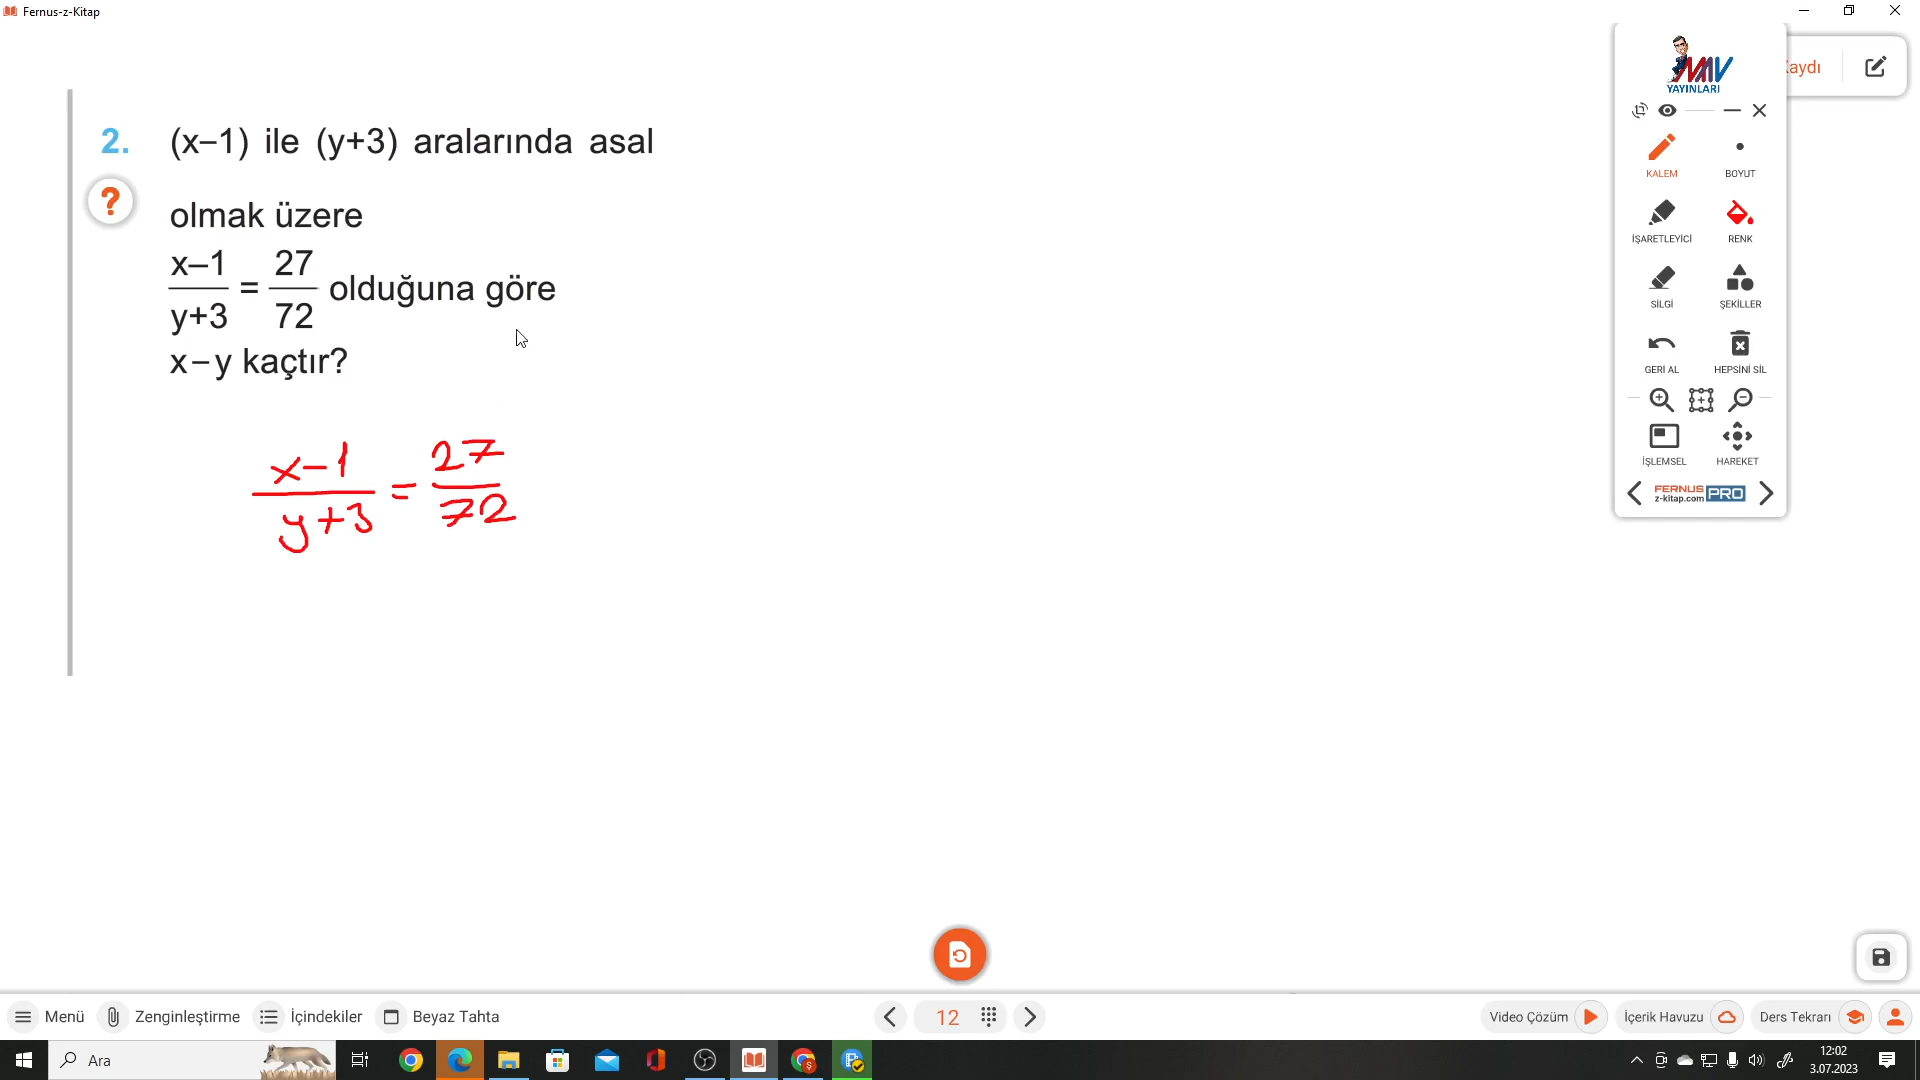 Fernus-z-Kitap
MAV
YAYINLARI
Kaydı
2. (x–1) ile (y+3) aralarında asal
?
olmak üzere
x–1
y+3
=
27
72
olduğuna göre
x–y kaçtır?
x-1
y+3
=
27
72
KALEM
BOYUT
İŞARETLEYİCİ
RENK
SİLGİ
ŞEKİLLER
GERİ AL
HEPSİNİ SİL
İŞLEMSEL
HAREKET
FERNUS
z-kitap.com PRO
Menü
Zenginleştirme
İçindekiler
Beyaz Tahta
12
Video Çözüm
İçerik Havuzu
Ders Tekrarı
Ara
12:02
3.07.2023